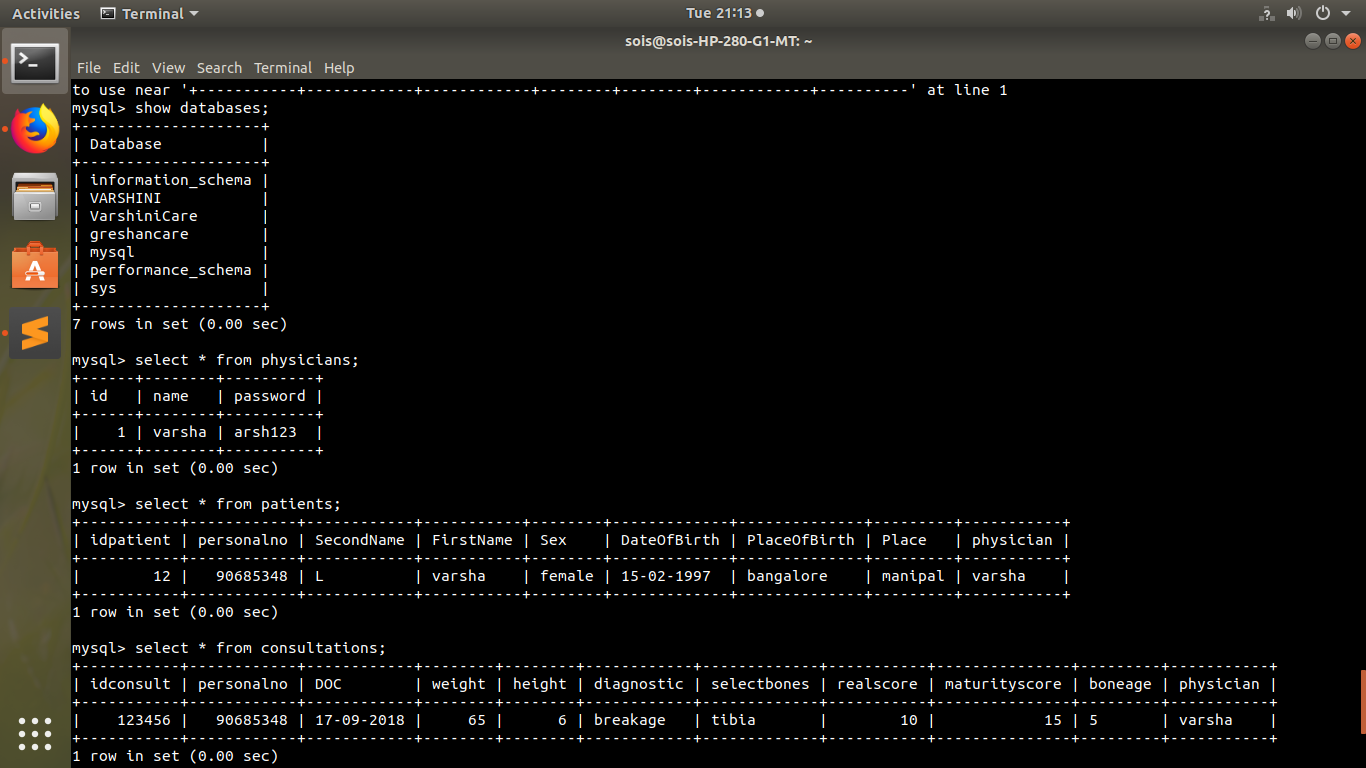 Activities Terminal Tue 21:13
sois@sois-HP-280-G1-MT: ~
File Edit View Search Terminal Help
to use near '+-----------+------------+------------+--------+--------+------------+----------' at line 1
mysql> show databases;
+--------------------+
| Database           |
+--------------------+
| information_schema |
| VARSHINI           |
| VarshiniCare       |
| greshancare        |
| mysql              |
| performance_schema |
| sys                |
+--------------------+
7 rows in set (0.00 sec)
mysql> select * from physicians;
+------+--------+----------+
| id   | name   | password |
+------+--------+----------+
|    1 | varsha | arsh123  |
+------+--------+----------+
1 row in set (0.00 sec)
mysql> select * from patients;
+-----------+------------+------------+-----------+--------+-------------+--------------+---------+-----------+
| idpatient | personalno | SecondName | FirstName | Sex    | DateOfBirth | PlaceOfBirth | Place   | physician |
+-----------+------------+------------+-----------+--------+-------------+--------------+---------+-----------+
|        12 |   90685348 | L          | varsha    | female | 15-02-1997  | bangalore    | manipal | varsha    |
+-----------+------------+------------+-----------+--------+-------------+--------------+---------+-----------+
1 row in set (0.00 sec)
mysql> select * from consultations;
+-----------+------------+------------+--------+--------+------------+-------------+-----------+---------------+---------+-----------+
| idconsult | personalno | DOC        | weight | height | diagnostic | selectbones | realscore | maturityscore | boneage | physician |
+-----------+------------+------------+--------+--------+------------+-------------+-----------+---------------+---------+-----------+
|    123456 |   90685348 | 17-09-2018 |     65 |      6 | breakage   | tibia       |        10 |            15 | 5       | varsha    |
+-----------+------------+------------+--------+--------+------------+-------------+-----------+---------------+---------+-----------+
1 row in set (0.00 sec)